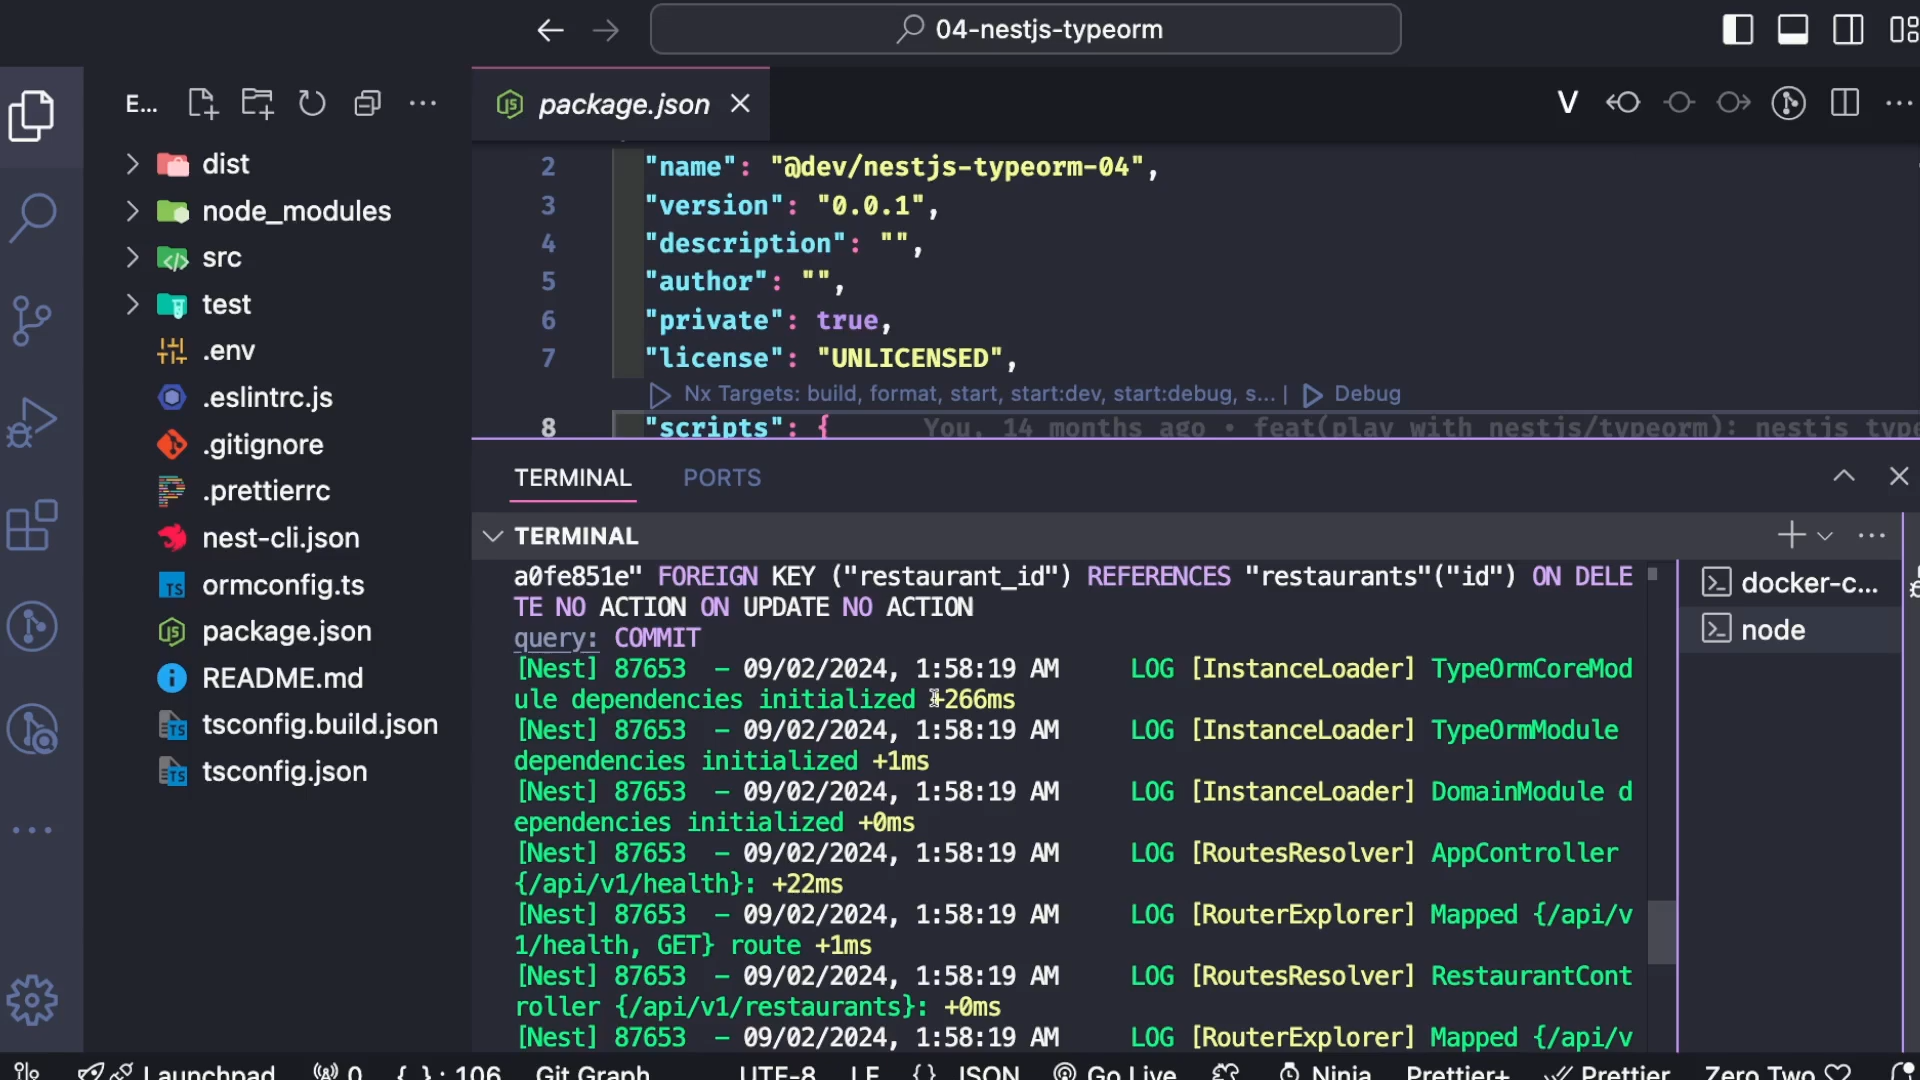 04-nestjs-typeorm
E...
package.json
dist
node_modules
src
test
.env
.eslintrc.js
.gitignore
.prettierrc
nest-cli.json
ormconfig.ts
package.json
README.md
tsconfig.build.json
tsconfig.json
2 "name": "@dev/nestjs-typeorm-04",
3 "version": "0.0.1",
4 "description": "",
5 "author": "",
6 "private": true,
7 "license": "UNLICENSED",
Nx Targets: build, format, start, start:dev, start:debug, s... | Debug
8 "scripts": { You, 14 months ago • feat(play with nestjs/typeorm): nestjs type
TERMINAL PORTS
TERMINAL
a0fe851e" FOREIGN KEY ("restaurant_id") REFERENCES "restaurants"("id") ON DELE
TE NO ACTION ON UPDATE NO ACTION
query: COMMIT
[Nest] 87653 - 09/02/2024, 1:58:19 AM LOG [InstanceLoader] TypeOrmCoreMod
ule dependencies initialized +266ms
[Nest] 87653 - 09/02/2024, 1:58:19 AM LOG [InstanceLoader] TypeOrmModule
dependencies initialized +1ms
[Nest] 87653 - 09/02/2024, 1:58:19 AM LOG [InstanceLoader] DomainModule d
ependencies initialized +0ms
[Nest] 87653 - 09/02/2024, 1:58:19 AM LOG [RoutesResolver] AppController
{/api/v1/health}: +22ms
[Nest] 87653 - 09/02/2024, 1:58:19 AM LOG [RouterExplorer] Mapped {/api/v
1/health, GET} route +1ms
[Nest] 87653 - 09/02/2024, 1:58:19 AM LOG [RoutesResolver] RestaurantCont
roller {/api/v1/restaurants}: +0ms
[Nest] 87653 - 09/02/2024, 1:58:19 AM LOG [RouterExplorer] Mapped {/api/v
docker-c...
node
Launchpad 0 { } : 106 Git Graph UTF-8 LF {} JSON Go Live Ninja Prettier+ Prettier Zero Two